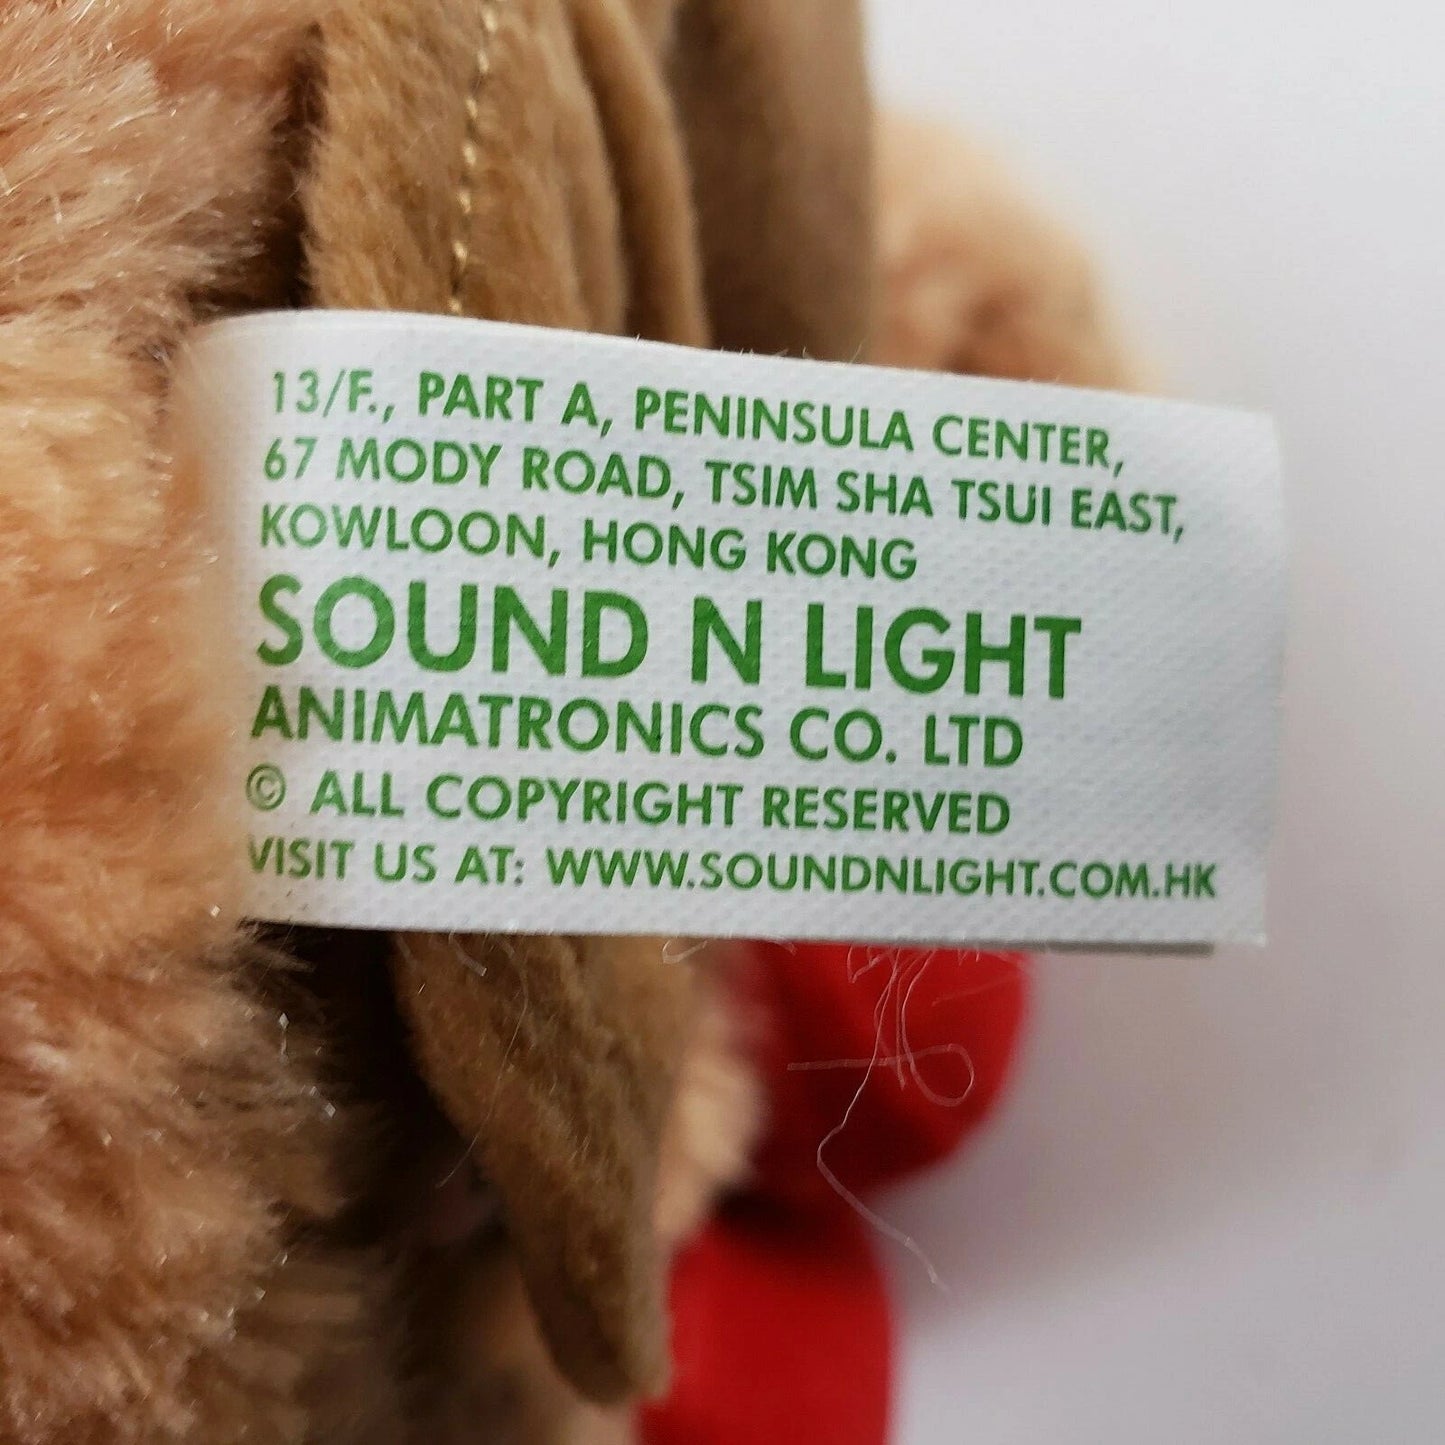 13/F., PART A, PENINSULA CENTER,
67 MODY ROAD, TSIM SHA TSUI EAST,
KOWLOON, HONG KONG
SOUND N LIGHT
ANIMATRONICS CO. LTD
© ALL COPYRIGHT RESERVED
VISIT US AT: WWW.SOUNDNLIGHT.COM.HK